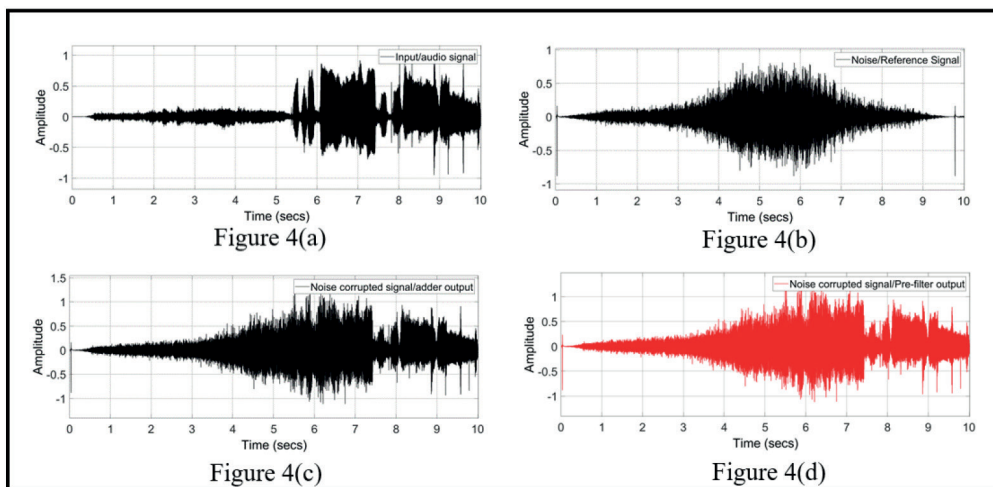 Input/audio signal
Amplitude
1
0.5
0
-0.5
-1
0 1 2 3 4 5 6 7 8 9 10
Time (secs)
Figure 4(a)
Noise/Reference Signal
Amplitude
1
0.5
0
-0.5
-1
0 1 2 3 4 5 6 7 8 9 10
Time (secs)
Figure 4(b)
Noise corrupted signal/adder output
Amplitude
1.5
1
0.5
0
-0.5
-1
0 1 2 3 4 5 6 7 8 9 10
Time (secs)
Figure 4(c)
Noise corrupted signal/Pre-filter output
Amplitude
1
0.5
0
-0.5
-1
0 1 2 3 4 5 6 7 8 9 10
Time (secs)
Figure 4(d)